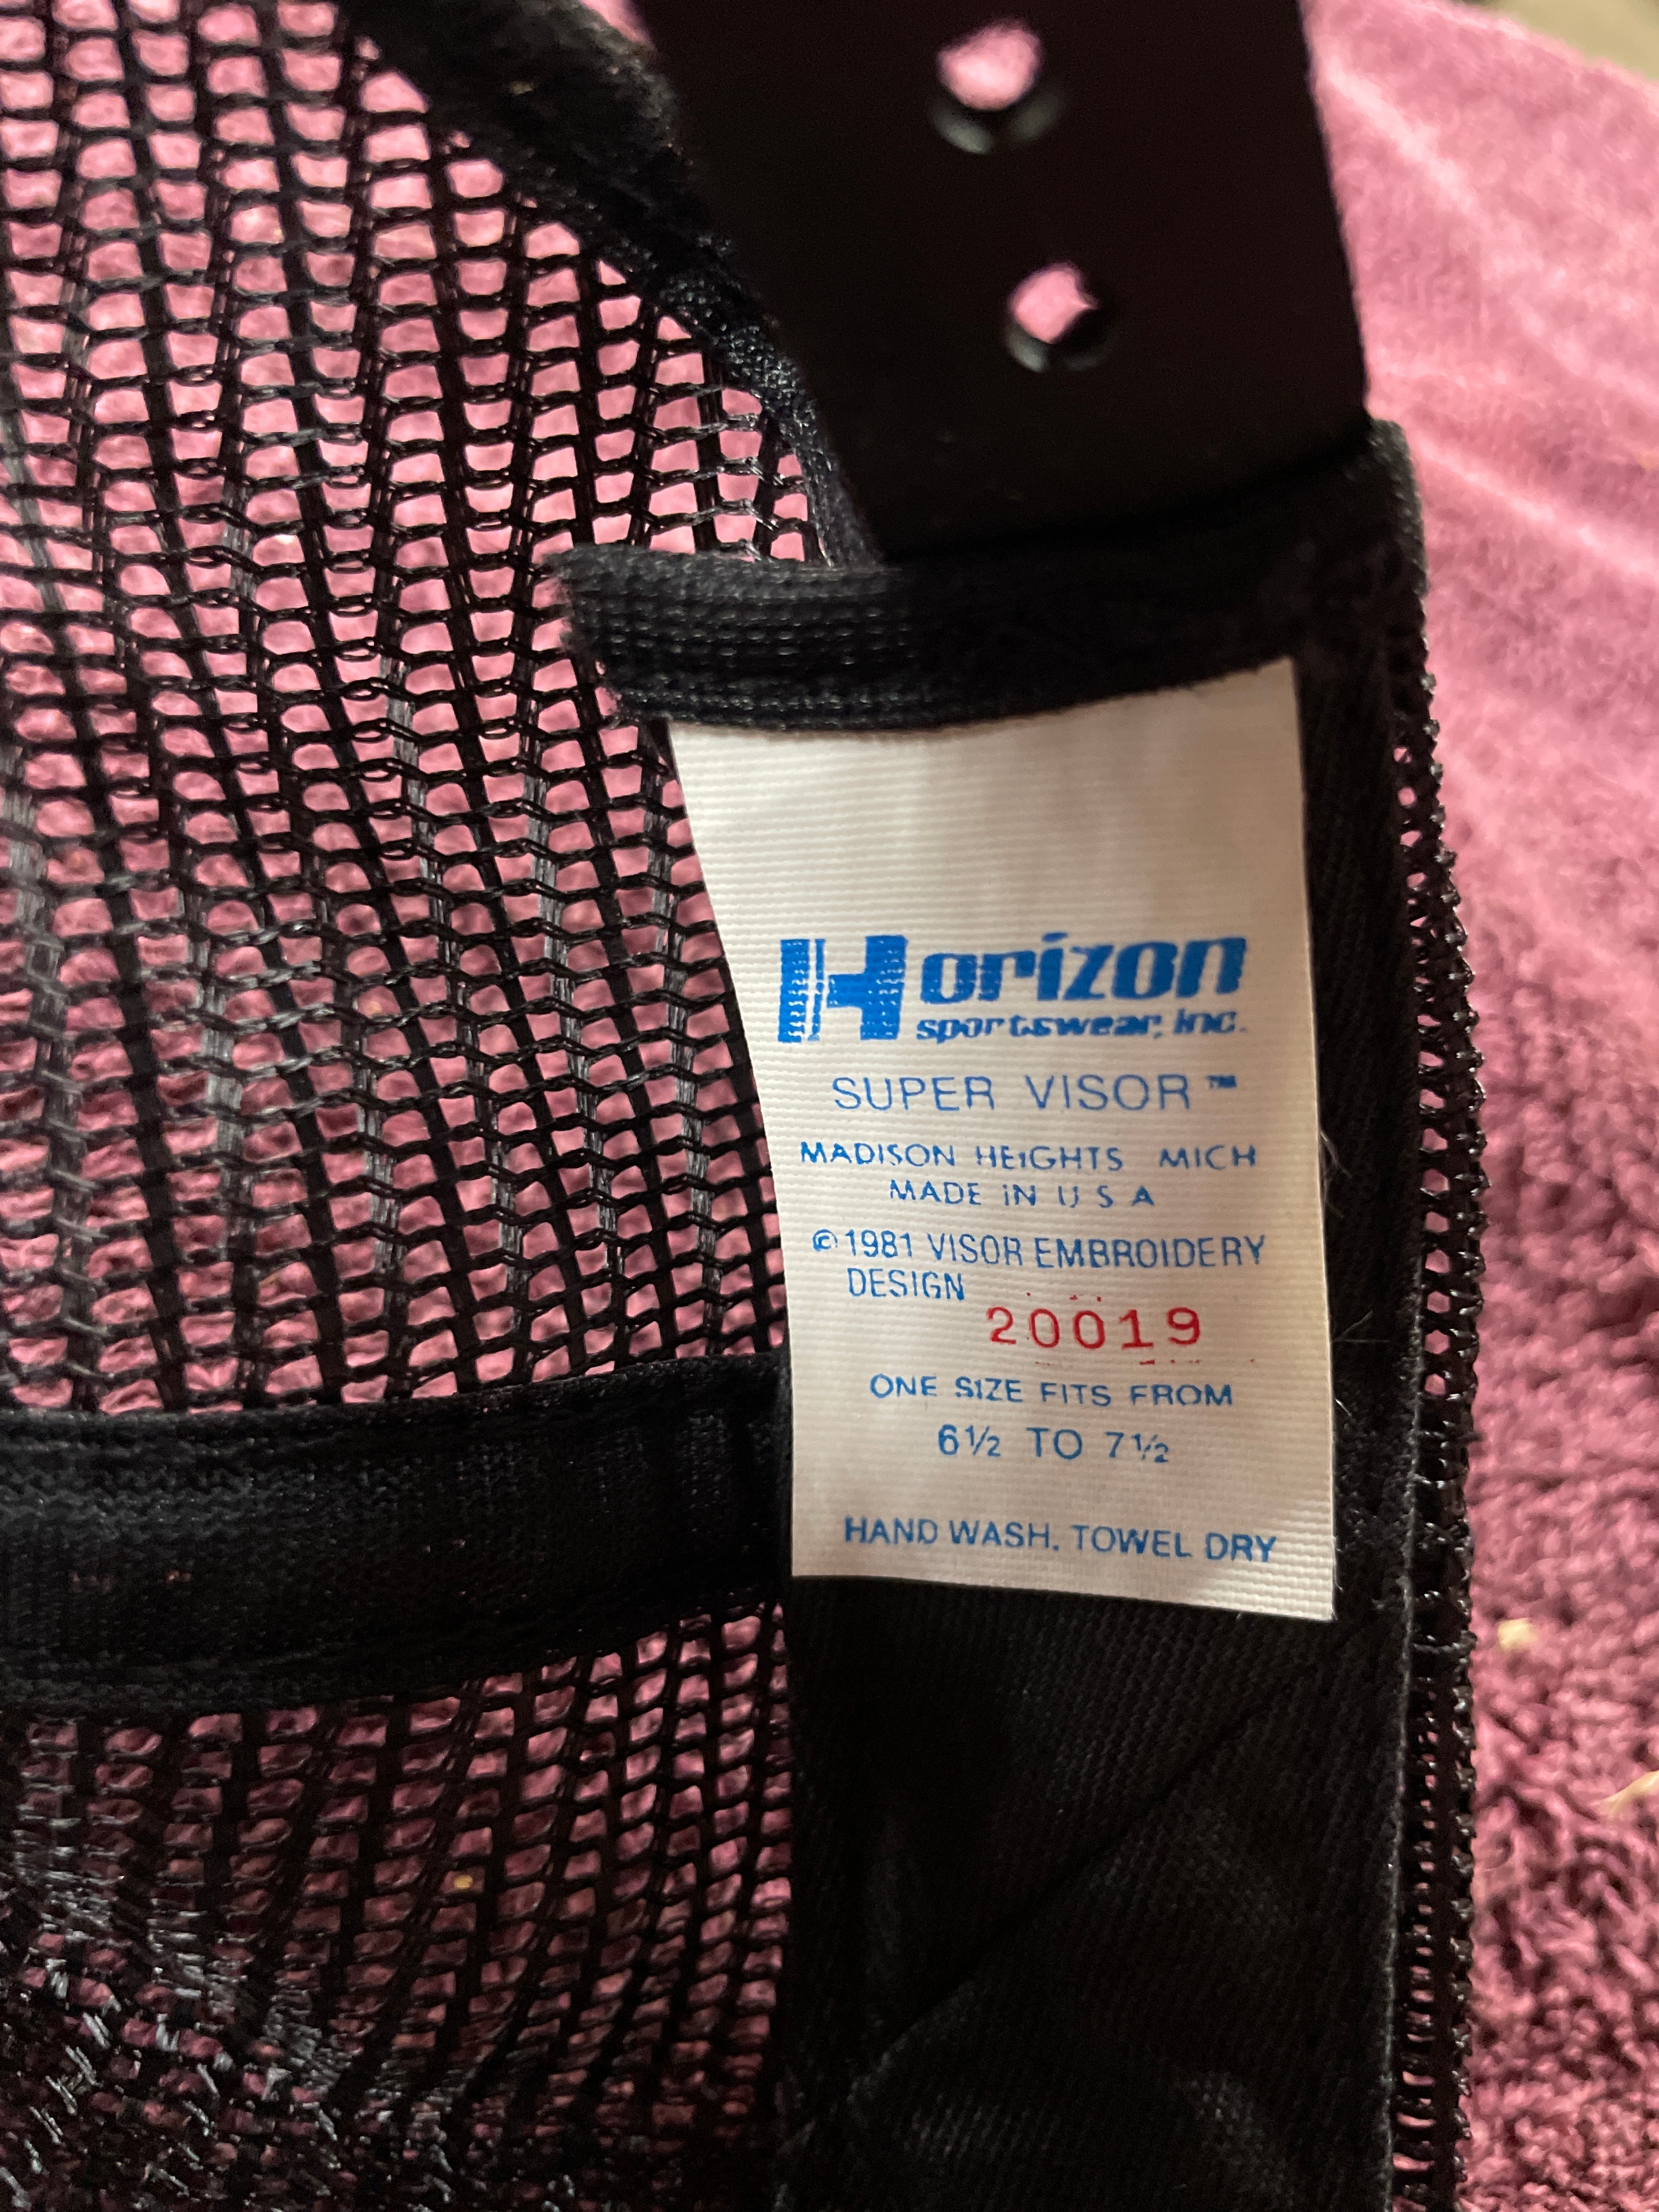 Horizon
sportswear, inc.
SUPER VISOR™
MADISON HEIGHTS MICH
MADE IN U S A
©1981 VISOR EMBROIDERY
DESIGN
20019
ONE SIZE FITS FROM
6½ TO 7½
HAND WASH. TOWEL DRY